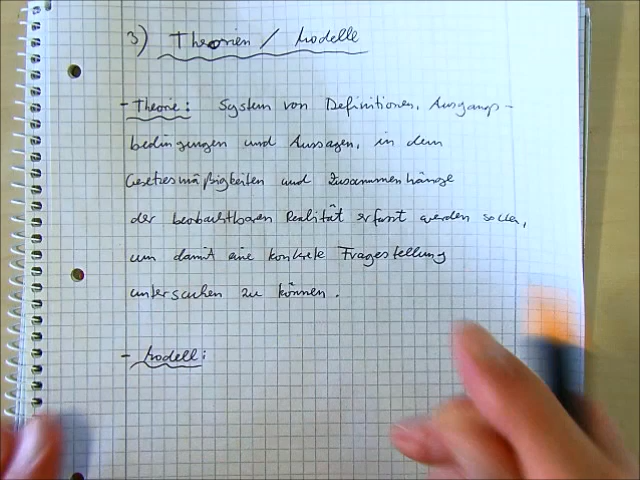 3) Theorien / Modelle
- Theorie: System von Definitionen, Ausgangs-
bedingungen und Aussagen, in dem
Gesetzesmäßigkeiten und Zusammenhänge
der beobachtbaren Realität erfasst werden sollen,
um damit eine konkrete Fragestellung
untersuchen zu können.
- Modell: